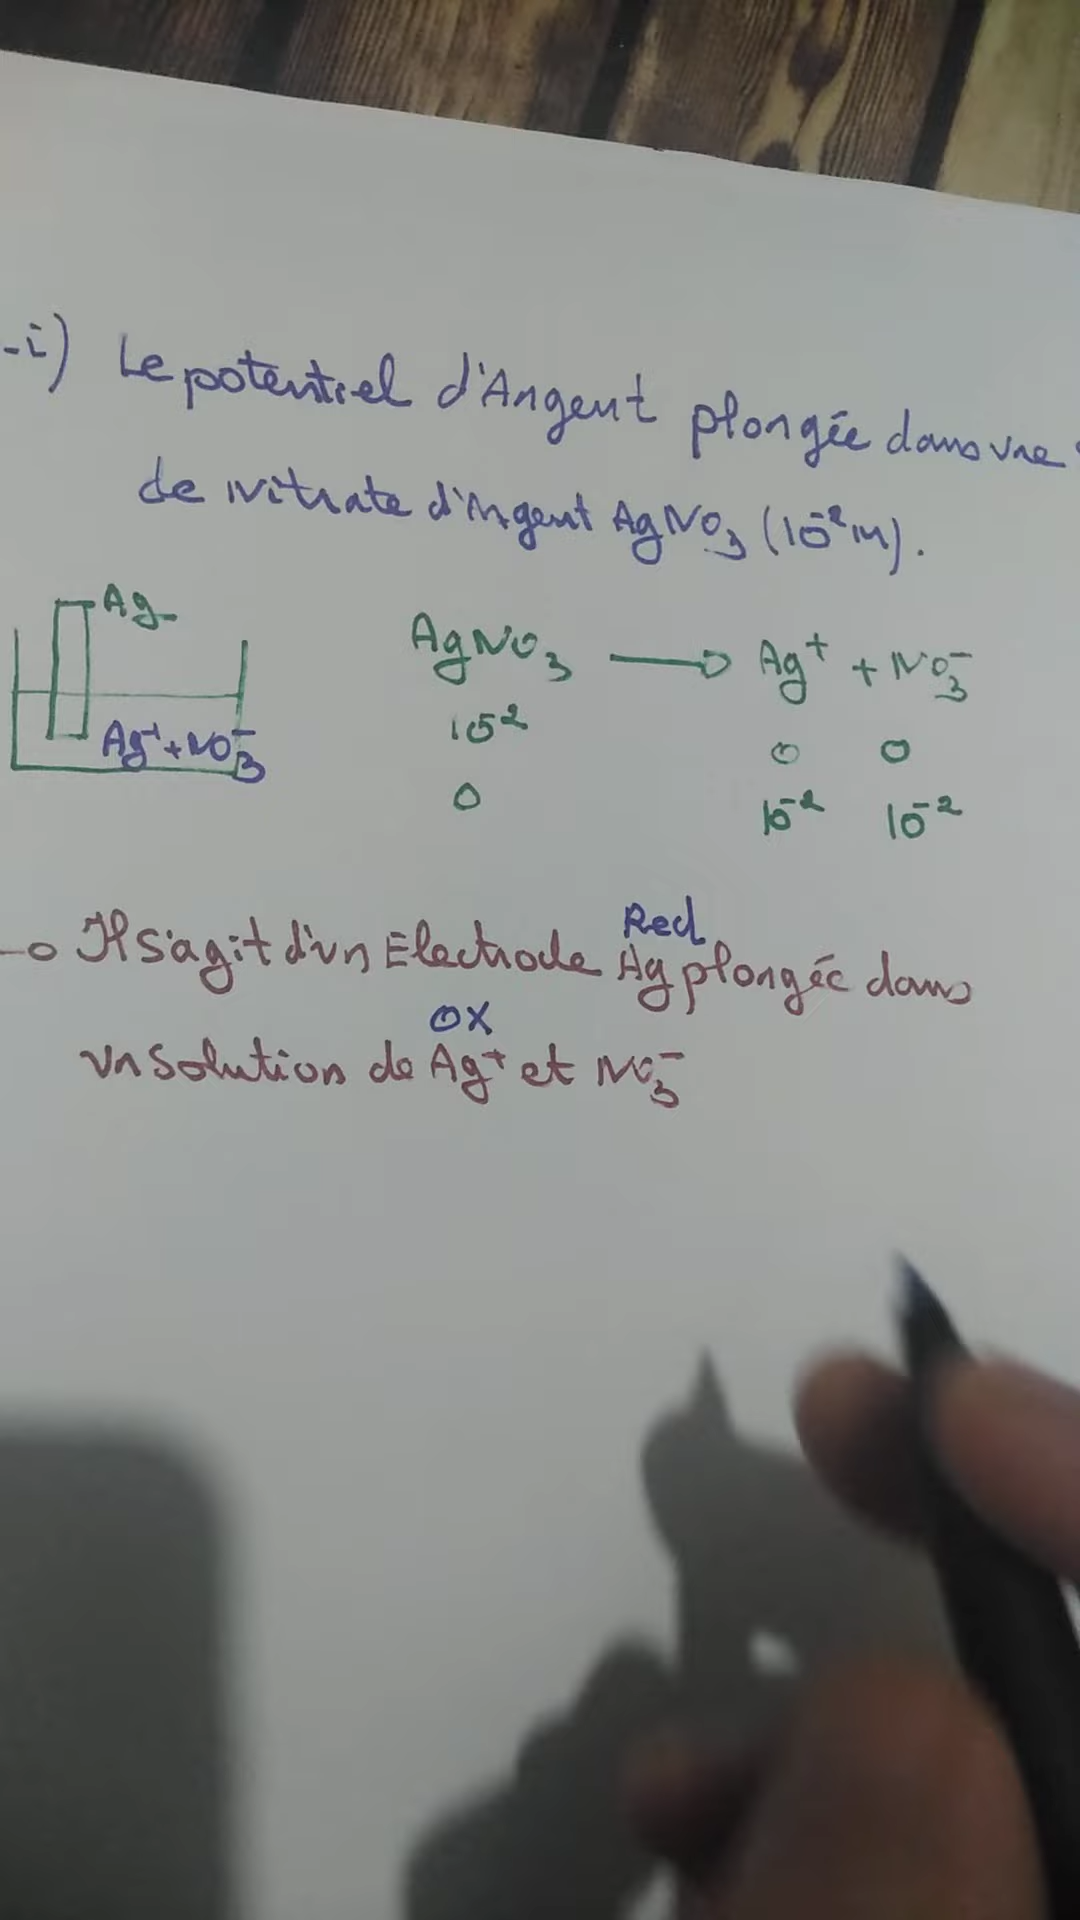 -i) Le potentiel d'Argent plongée dans une
de Nitrate d'Argent AgNO₃ (10⁻²M).
Ag
Ag⁺ + NO₃⁻
AgNO₃ → Ag⁺ + NO₃⁻
10⁻² 0 0
0 10⁻² 10⁻²
Red
→ Il s'agit d'un Electrode Ag plongée dans
OX
un Solution de Ag⁺ et NO₃⁻